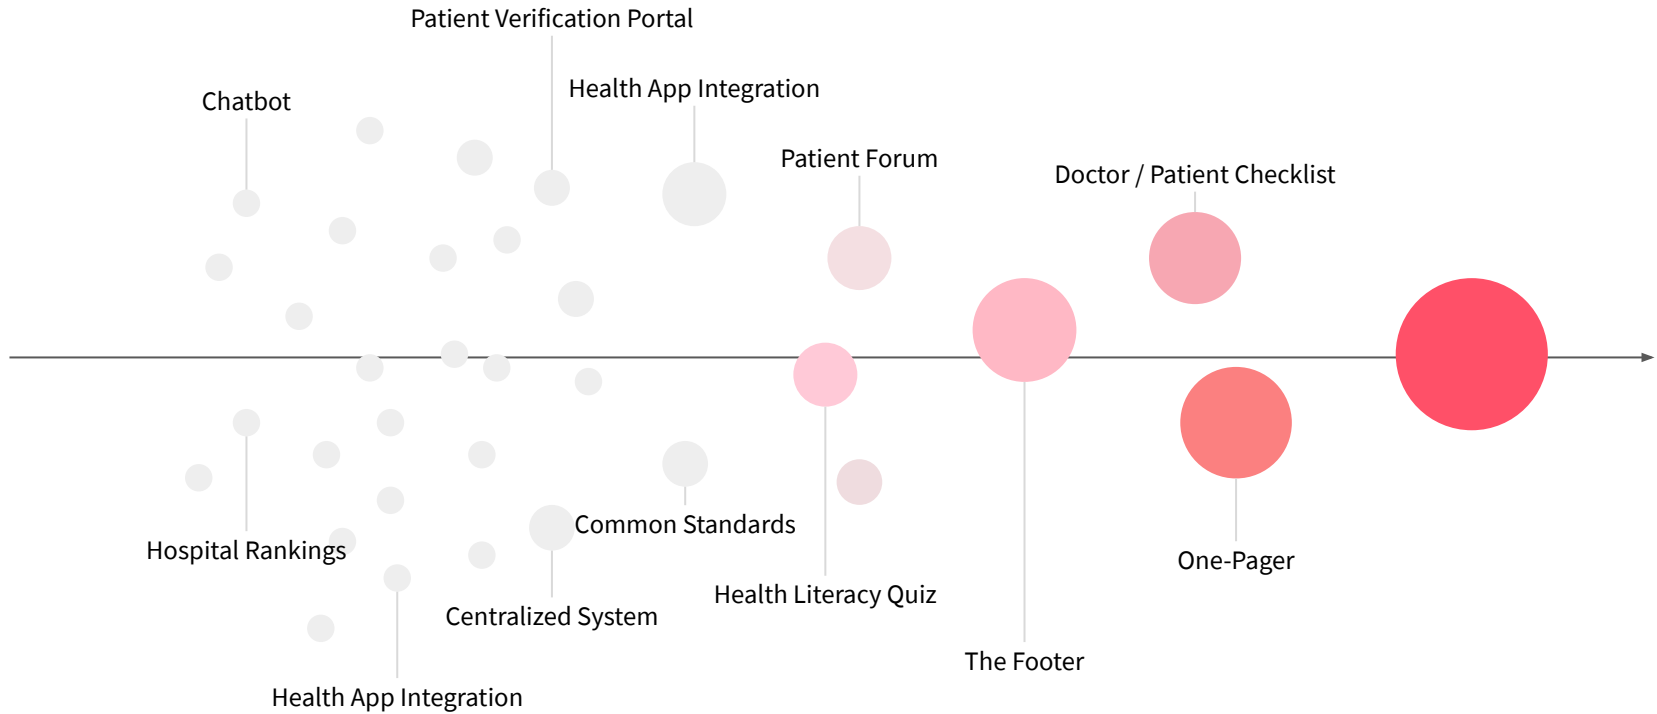 Patient Verification Portal
Health App Integration
Chatbot
Patient Forum
Doctor / Patient Checklist
Common Standards
Hospital Rankings
One-Pager
Health Literacy Quiz
Centralized System
The Footer
Health App Integration